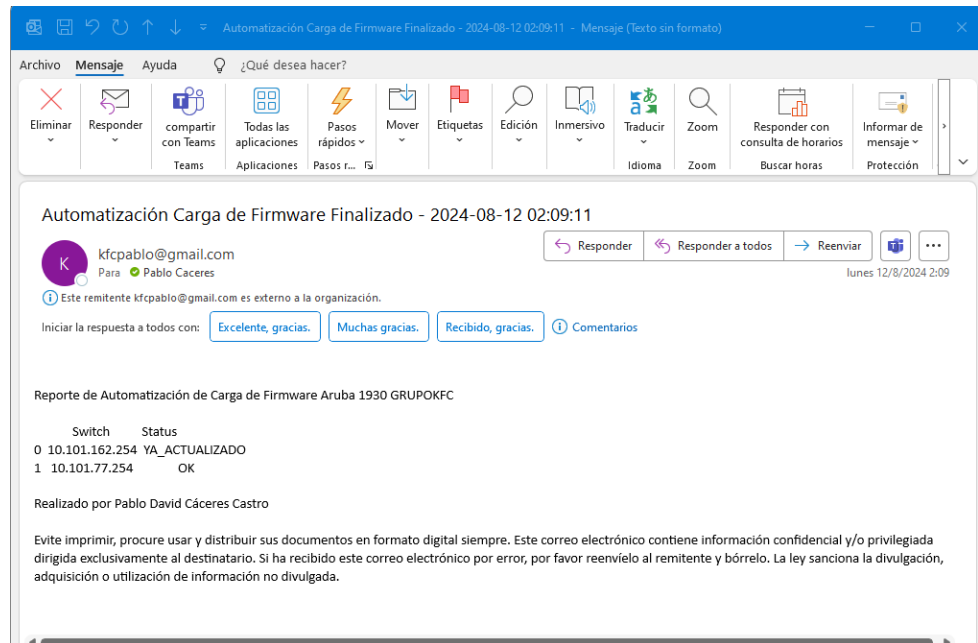 Automatización Carga de Firmware Finalizado - 2024-08-12 02:09:11 - Mensaje (Texto sin formato)
Archivo Mensaje Ayuda ¿Qué desea hacer?
Eliminar
Responder
compartir con Teams
Todas las aplicaciones
Pasos rápidos
Mover
Etiquetas
Edición
Inmersivo
Traducir
Zoom
Responder con consulta de horarios
Informar de mensaje
Teams Aplicaciones Pasos r... Idioma Zoom Buscar horas Protección
Automatización Carga de Firmware Finalizado - 2024-08-12 02:09:11
K
kfcpablo@gmail.com
Para Pablo Caceres
Responder Responder a todos Reenviar
lunes 12/8/2024 2:09
Este remitente kfcpablo@gmail.com es externo a la organización.
Iniciar la respuesta a todos con: Excelente, gracias. Muchas gracias. Recibido, gracias. Comentarios
Reporte de Automatización de Carga de Firmware Aruba 1930 GRUPOKFC
Switch Status
0 10.101.162.254 YA_ACTUALIZADO
1 10.101.77.254 OK
Realizado por Pablo David Cáceres Castro
Evite imprimir, procure usar y distribuir sus documentos en formato digital siempre. Este correo electrónico contiene información confidencial y/o privilegiada
dirigida exclusivamente al destinatario. Si ha recibido este correo electrónico por error, por favor reenvíelo al remitente y bórrelo. La ley sanciona la divulgación,
adquisición o utilización de información no divulgada.